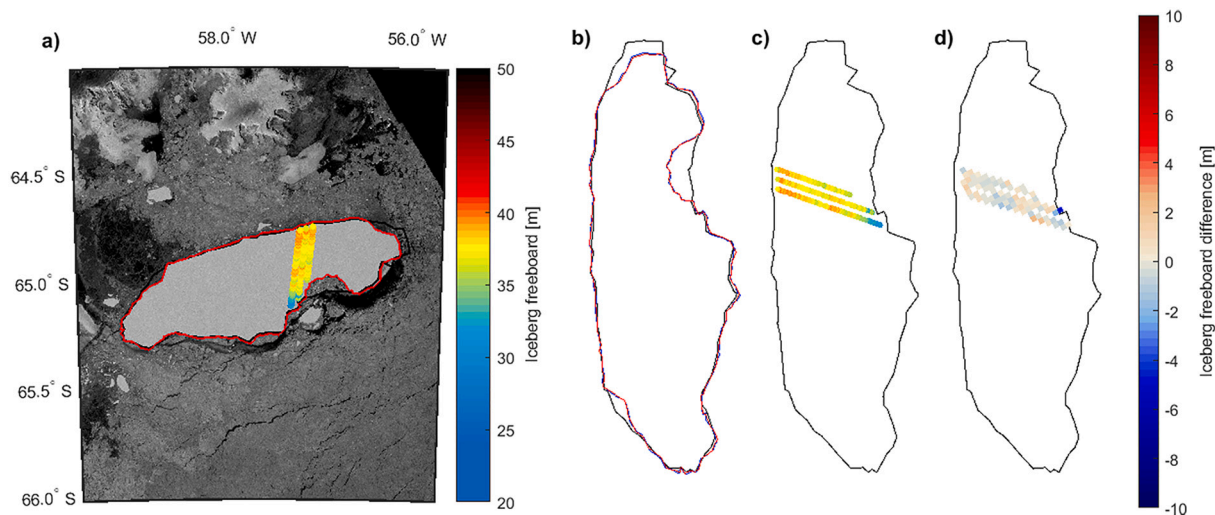 a)
58.0° W
56.0° W
64.5° S
65.0° S
65.5° S
66.0° S
50
45
40
35
30
25
20
Iceberg freeboard [m]
b)
c)
d)
10
8
6
4
2
0
-2
-4
-6
-8
-10
Iceberg freeboard difference [m]